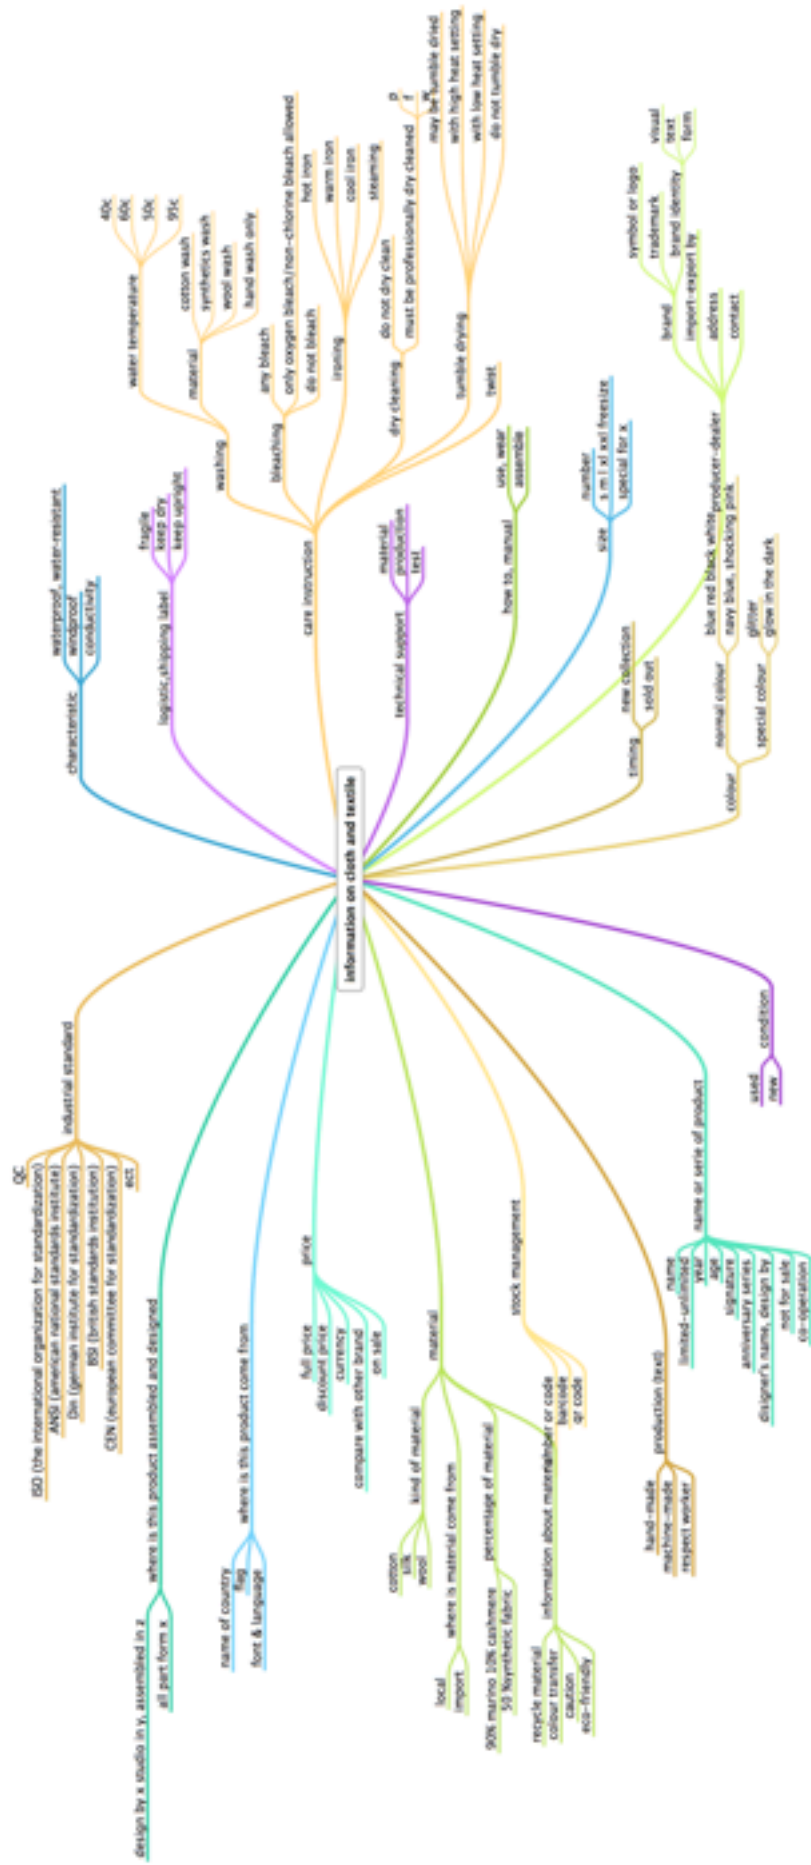 information on cloth and textile
characteristic
waterproof, water-resistant
windproof
conductivity
logistic,shipping label
fragile
keep dry
keep upright
care instruction
washing
water temperature
40c
60c
50c
95c
material
cotton wash
synthetics wash
wool wash
hand wash only
bleaching
any bleach
only oxygen bleach/non-chlorine bleach allowed
do not bleach
ironing
hot iron
warm iron
cool iron
steaming
dry cleaning
do not dry clean
must be professionally dry cleaned
p
f
w
tumble drying
may be tumble dried
with high heat setting
with low heat setting
do not tumble dry
twist
technical support
material
production
test
how to, manual
use, wear
assemble
size
number
s m l xl xxl freesize
special for x
producer-dealer
brand
symbol or logo
trademark
brand identity
visual
text
form
import-export by
address
contact
timing
new collection
sold out
colour
normal colour
blue red black white
navy blue, shocking pink
special colour
glitter
glow in the dark
industrial standard
QC
ISO (the international organization for standardization)
ANSI (american national standards institute)
Din (german institute for standardization)
BSI (british standards institution)
CEN (european committee for standardization)
ect
where is this product assembled and designed
design by x studio in y, assembled in z
all part form x
where is this product come from
name of country
flag
font & language
price
full price
discount price
currency
compare with other brand
on sale
material
kind of material
cotton
silk
wool
where is material come from
local
import
percentage of material
90% marino 10% cashmere
50 %synthetic fabric
information about material
recycle material
colour transfer
caution
eco-friendly
stock management
number or code
barcode
qr code
production (text)
hand-made
machine-made
respect worker
name or serie of product
name
limited-unlimited
year
age
signature
anniversary series
disigner's name, design by
not for sale
co-operation
condition
used
new